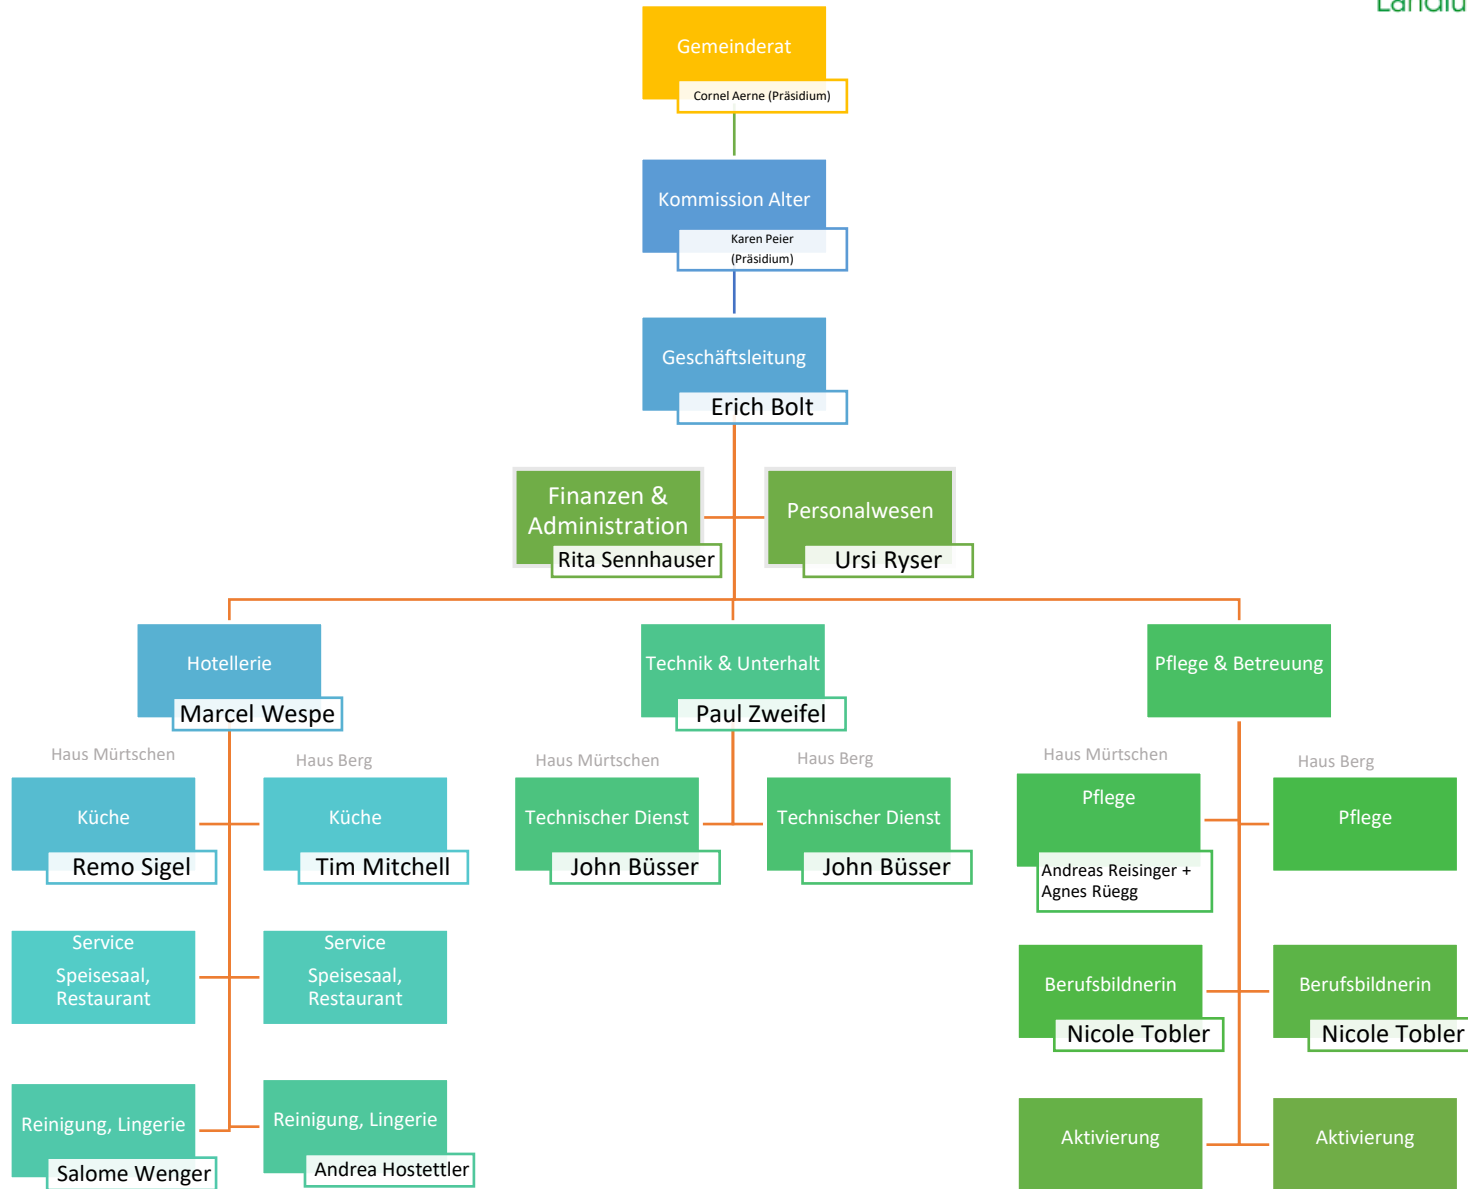 Gemeinderat
Cornel Aerne (Präsidium)
Kommission Alter
Karen Peier
(Präsidium)
Geschäftsleitung
Erich Bolt
Finanzen &
Administration
Rita Sennhauser
Personalwesen
Ursi Ryser
Hotellerie
Marcel Wespe
Technik & Unterhalt
Paul Zweifel
Pflege & Betreuung
Haus Mürtschen
Haus Berg
Küche
Remo Sigel
Küche
Tim Mitchell
Service
Speisesaal,
Restaurant
Service
Speisesaal,
Restaurant
Reinigung, Lingerie
Salome Wenger
Reinigung, Lingerie
Andrea Hostettler
Haus Mürtschen
Haus Berg
Technischer Dienst
John Büsser
Technischer Dienst
John Büsser
Haus Mürtschen
Haus Berg
Pflege
Andreas Reisinger +
Agnes Rüegg
Pflege
Berufsbildnerin
Nicole Tobler
Berufsbildnerin
Nicole Tobler
Aktivierung
Aktivierung